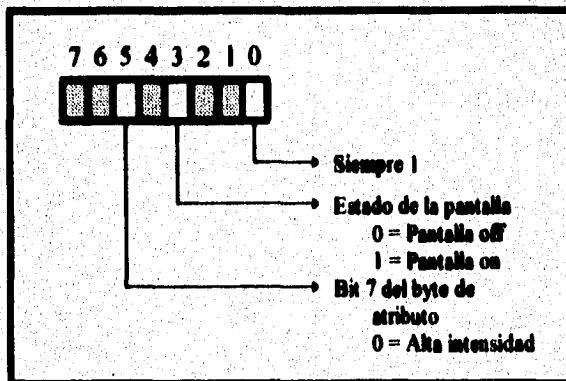 7 6 5 4 3 2 1 0
Siempre 1
Estado de la pantalla
0 = Pantalla off
1 = Pantalla on
Bit 7 del byte de
atributo
0 = Alta intensidad